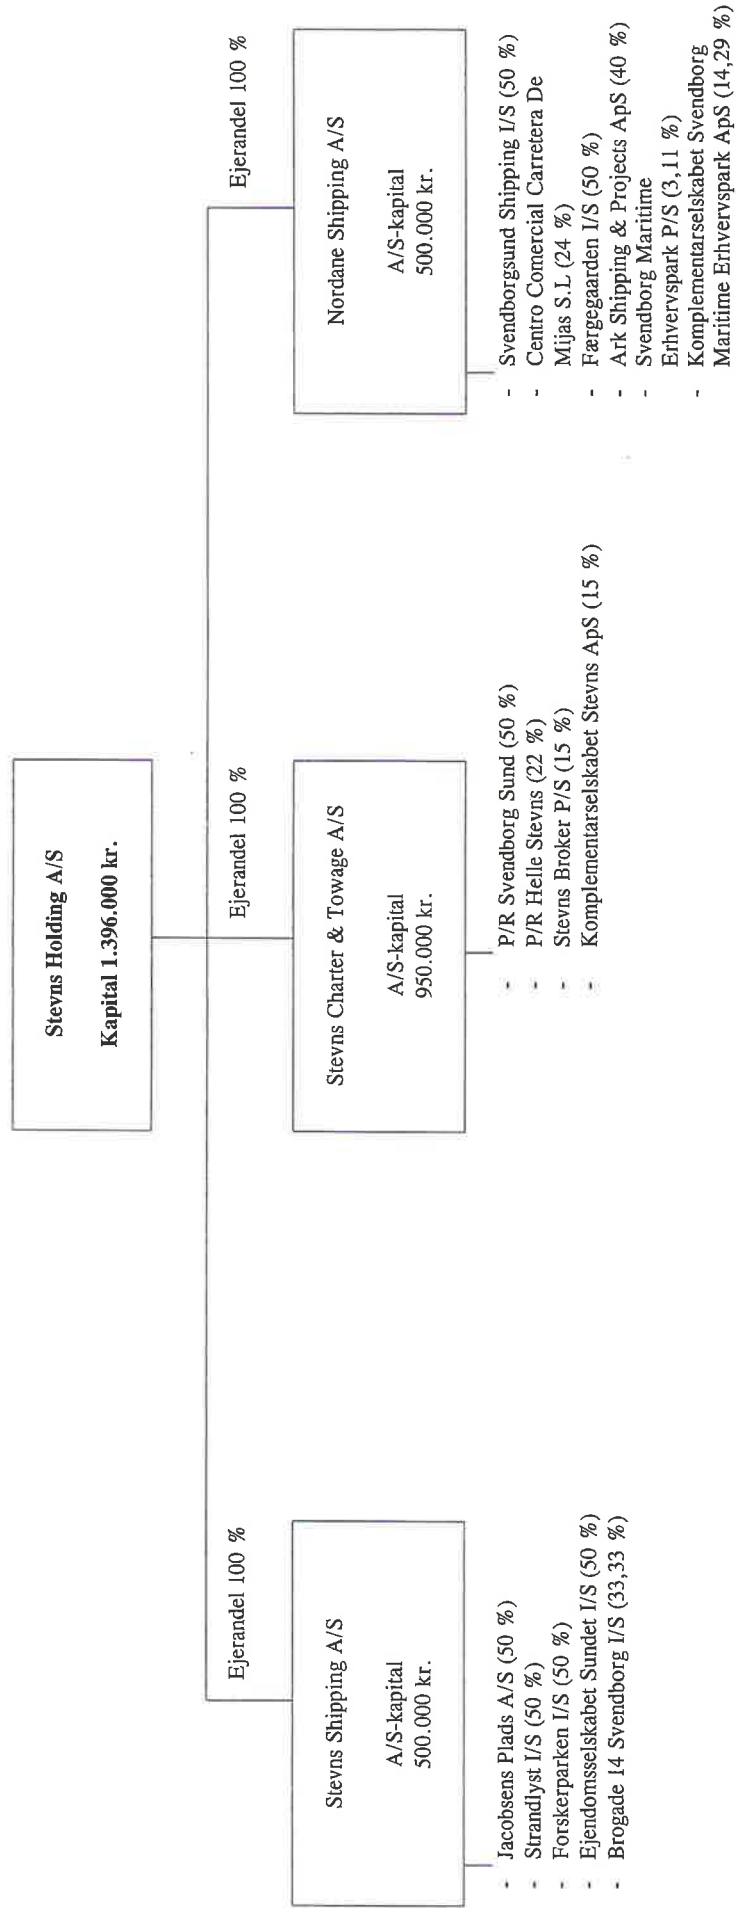 Stevns Holding A/S
Kapital 1.396.000 kr.
Ejerandel 100 %
Stevns Shipping A/S
A/S-kapital
500.000 kr.
- Jacobsens Plads A/S (50 %)
- Strandlyst I/S (50 %)
- Forskerparken I/S (50 %)
- Ejendomsselskabet Sundet I/S (50 %)
- Brogade 14 Svendborg I/S (33,33 %)
Ejerandel 100 %
Stevns Charter & Towage A/S
A/S-kapital
950.000 kr.
- P/R Svendborg Sund (50 %)
- P/R Helle Stevns (22 %)
- Stevns Broker P/S (15 %)
- Komplementarselskabet Stevns ApS (15 %)
Ejerandel 100 %
Nordane Shipping A/S
A/S-kapital
500.000 kr.
- Svendborgsund Shipping I/S (50 %)
- Centro Comercial Carretera De
Mijas S.L (24 %)
- Færgegaarden I/S (50 %)
- Ark Shipping & Projects ApS (40 %)
- Svendborg Maritime
Erhvervspark P/S (3,11 %)
- Komplementarselskabet Svendborg
Maritime Erhvervspark ApS (14,29 %)